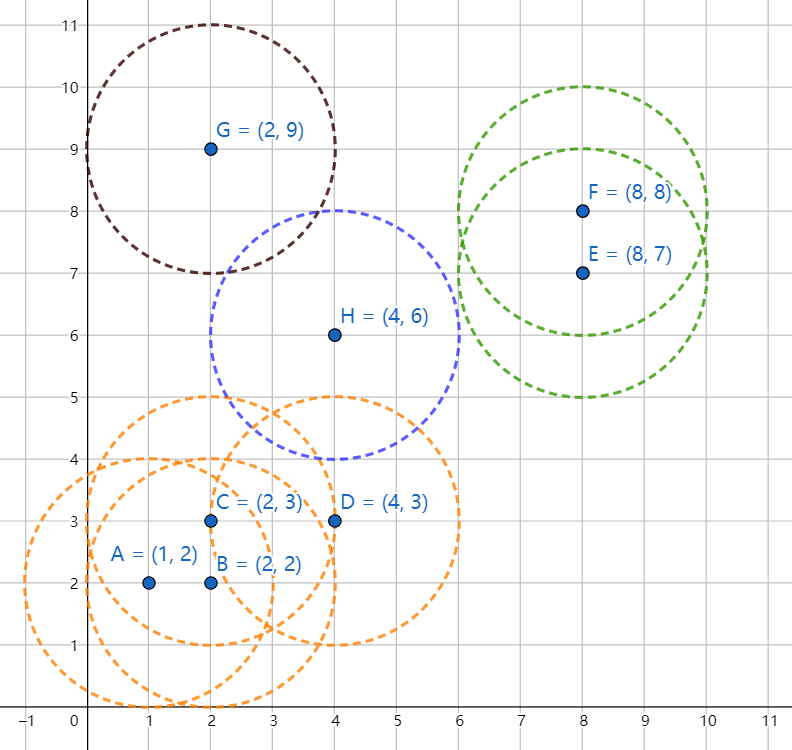 11
10
G = (2, 9)
9
F = (8, 8)
8
E = (8, 7)
7
H = (4, 6)
6
5
4
C = (2, 3) D = (4, 3)
3
A = (1, 2) B = (2, 2)
2
1
−1 0 1 2 3 4 5 6 7 8 9 10 11